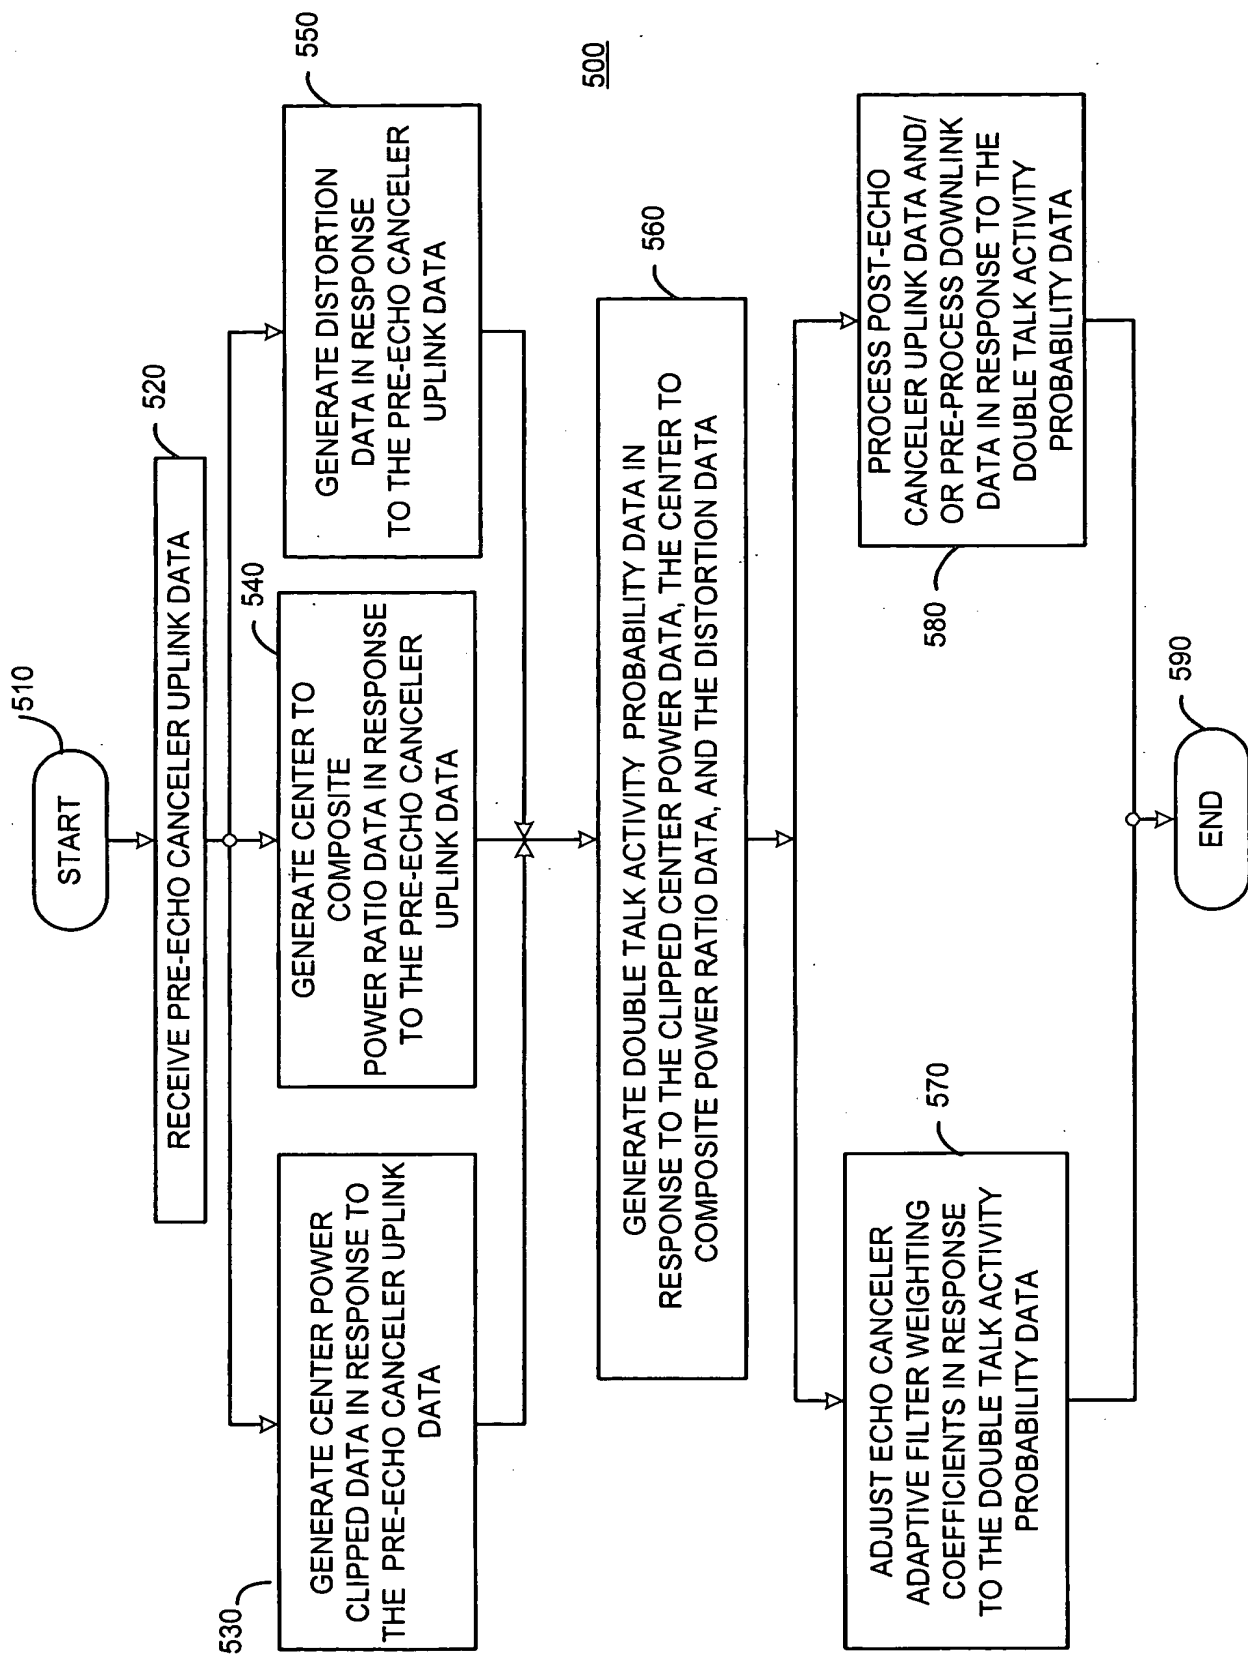 510
START
520
RECEIVE PRE-ECHO CANCELER UPLINK DATA
530
GENERATE CENTER POWER
CLIPPED DATA IN RESPONSE TO
THE PRE-ECHO CANCELER UPLINK
DATA
540
GENERATE CENTER TO
COMPOSITE
POWER RATIO DATA IN RESPONSE
TO THE PRE-ECHO CANCELER
UPLINK DATA
550
GENERATE DISTORTION
DATA IN RESPONSE
TO THE PRE-ECHO CANCELER
UPLINK DATA
500
560
GENERATE DOUBLE TALK ACTIVITY PROBABILITY DATA IN
RESPONSE TO THE CLIPPED CENTER POWER DATA, THE CENTER TO
COMPOSITE POWER RATIO DATA, AND THE DISTORTION DATA
570
ADJUST ECHO CANCELER
ADAPTIVE FILTER WEIGHTING
COEFFICIENTS IN RESPONSE
TO THE DOUBLE TALK ACTIVITY
PROBABILITY DATA
PROCESS POST-ECHO
CANCELER UPLINK DATA AND/
OR PRE-PROCESS DOWNLINK
DATA IN RESPONSE TO THE
DOUBLE TALK ACTIVITY
PROBABILITY DATA
580
590
END